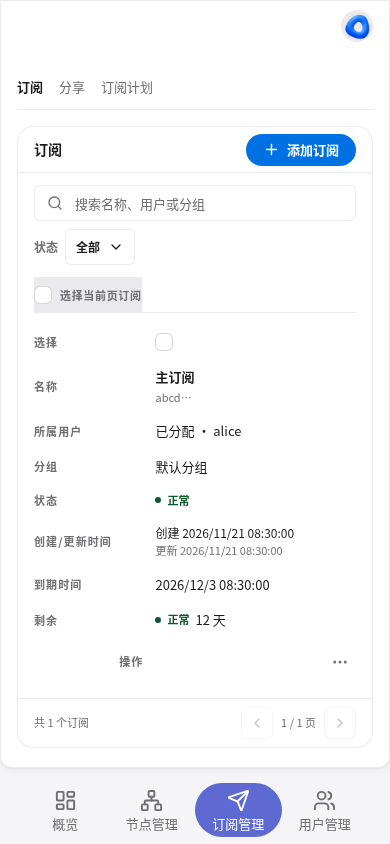 订阅 分享 订阅计划
订阅
添加订阅
搜索名称、用户或分组
状态 全部
选择当前页订阅
选择
名称 主订阅
abcd···
所属用户 已分配 · alice
分组 默认分组
状态 正常
创建/更新时间 创建 2026/11/21 08:30:00
更新 2026/11/21 08:30:00
到期时间 2026/12/3 08:30:00
剩余 正常 12 天
操作
共 1 个订阅 1 / 1 页
概览 节点管理 订阅管理 用户管理